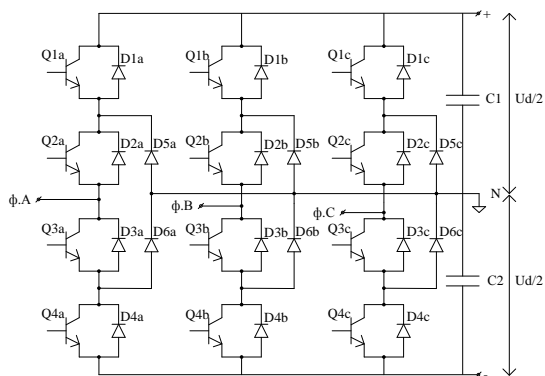 +
Q1a D1a Q1b D1b Q1c D1c
C1 Ud/2
Q2a D2a D5a Q2b D2b D5b Q2c D2c D5c
N
ф.A ф.B ф.C
Q3a D3a D6a Q3b D3b D6b Q3c D3c D6c
C2 Ud/2
Q4a D4a Q4b D4b Q4c D4c
-